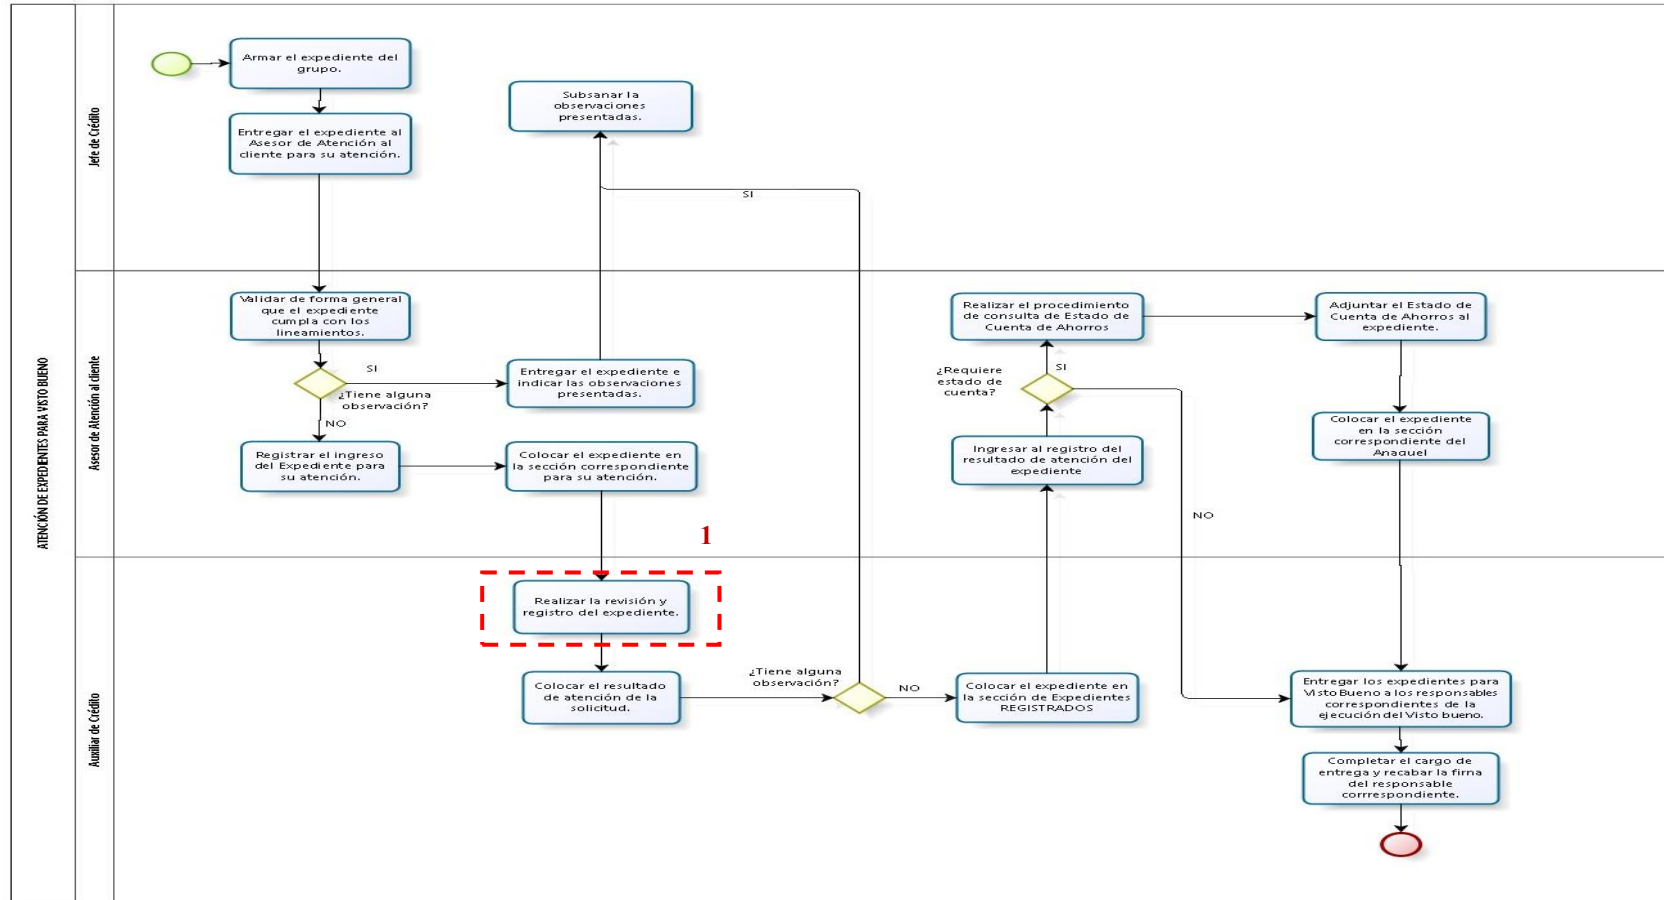 ATENCIÓN DE EXPEDIENTES PARA VISTO BUENO
Jefe de Crédito
Armar el expediente del
grupo.
Entregar el expediente al
Asesor de Atención al
cliente para su atención.
Subsanar la
observaciones
presentadas.
SI
Asesor de Atención al cliente
Validar de forma general
que el expediente
cumpla con los
lineamientos.
SI
¿Tiene alguna
observación?
NO
Entregar el expediente e
indicar las observaciones
presentadas.
Registrar el ingreso
del Expediente para
su atención.
Colocar el expediente en
la sección correspondiente
para su atención.
Realizar el procedimiento
de consulta de Estado de
Cuenta de Ahorros
Adjuntar el Estado de
Cuenta de Ahorros al
expediente.
¿Requiere
estado de
cuenta?
SI
Ingresar al registro del
resultado de atención del
expediente
Colocar el expediente
en la sección
correspondiente del
Anaquel
NO
1
Auxiliar de Crédito
Realizar la revisión y
registro del expediente.
Colocar el resultado
de atención de la
solicitud.
¿Tiene alguna
observación?
NO
Colocar el expediente en
la sección de Expedientes
REGISTRADOS
Entregar los expedientes para
Visto Bueno a los responsables
correspondientes de la
ejecución del Visto bueno.
Completar el cargo de
entrega y recabar la firna
del responsable
corrrespondiente.